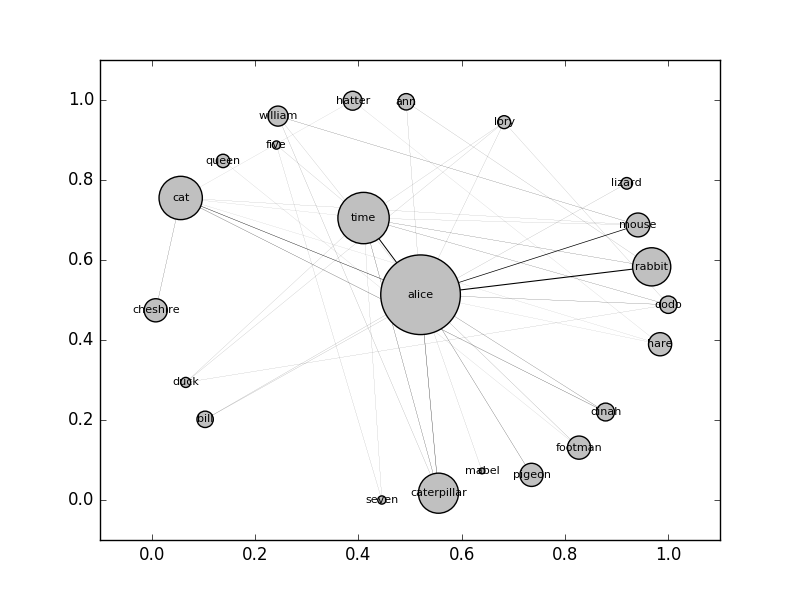 hatter
ann
1.0
william
lory
five
queen
0.8
lizard
cat
time
mouse
0.6
rabbit
alice
dodo
cheshire
0.4
hare
duck
0.2
bill
dinah
footman
mabel
pigeon
caterpillar
0.0
seven
0.0 0.2 0.4 0.6 0.8 1.0